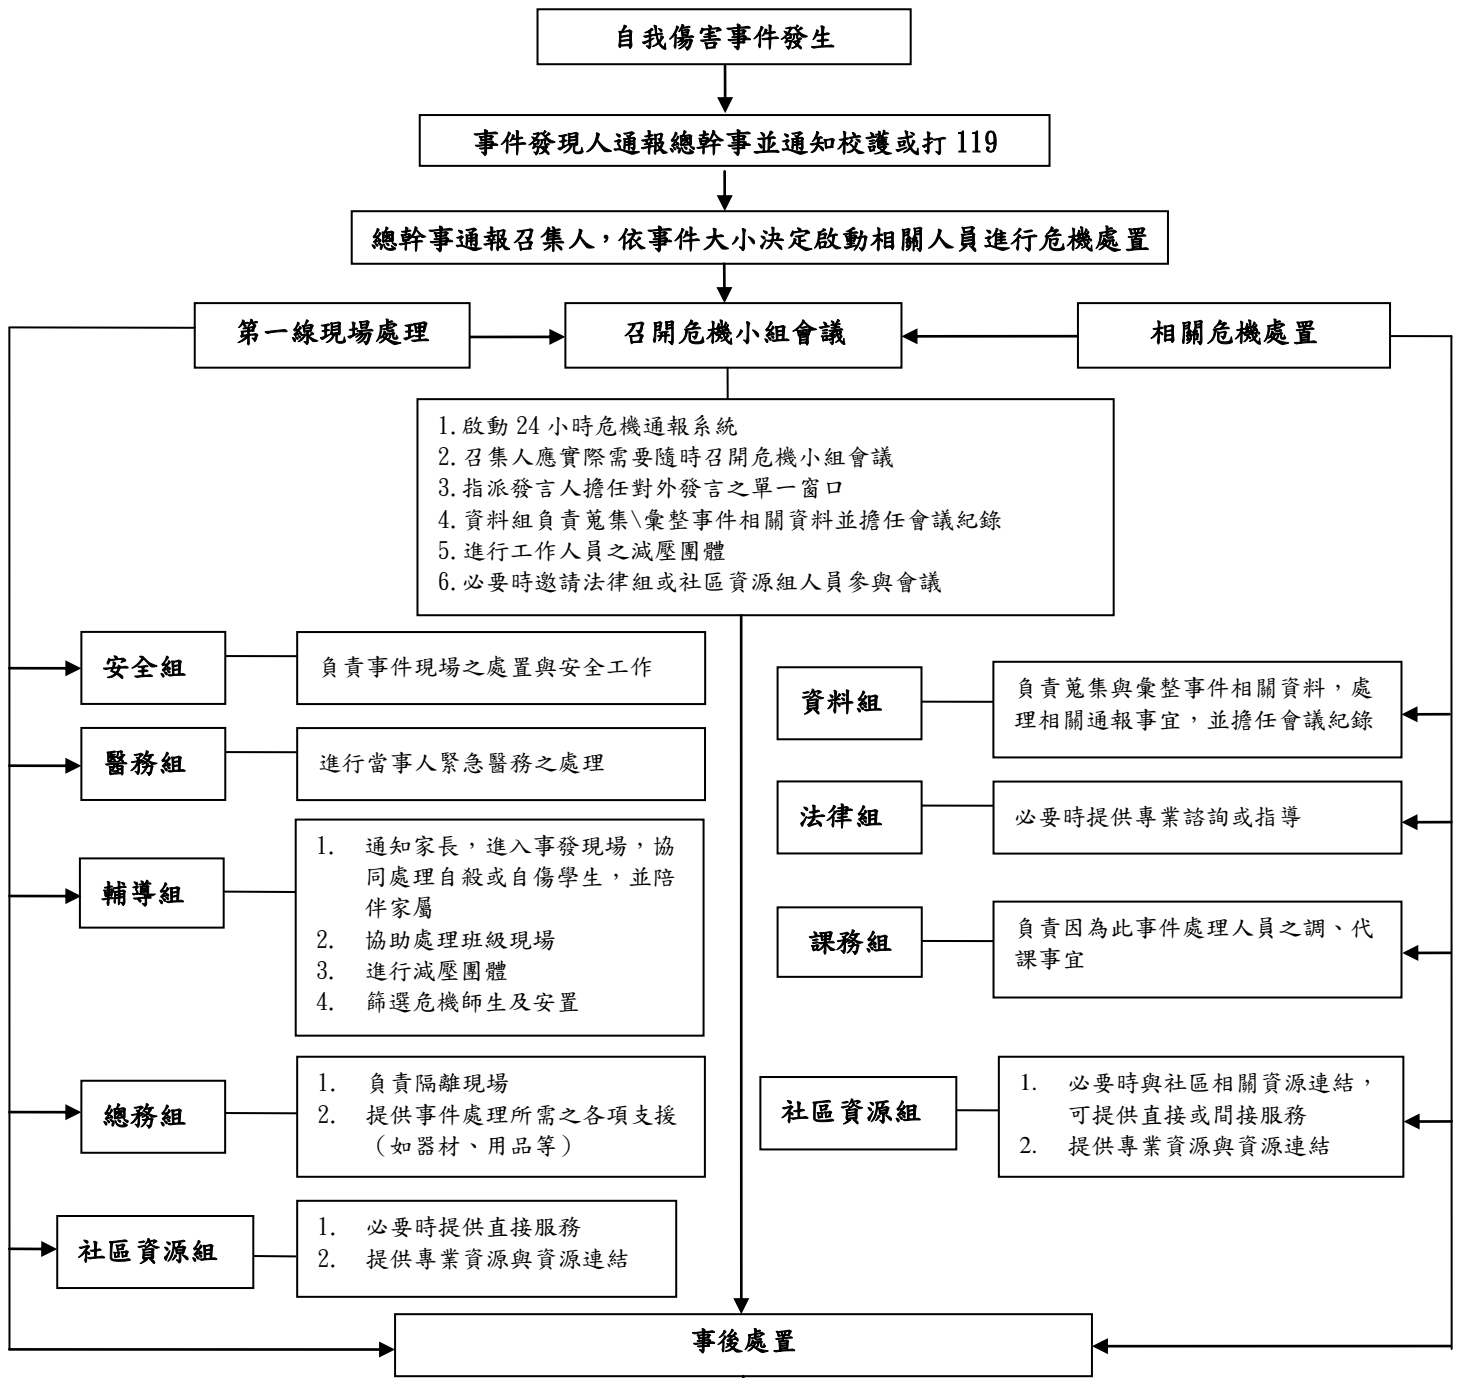 自我傷害事件發生
事件發現人通報總幹事並通知校護或打 119
總幹事通報召集人，依事件大小決定啟動相關人員進行危機處置
第一線現場處理
召開危機小組會議
相關危機處置
1.啟動 24 小時危機通報系統
2.召集人應實際需要隨時召開危機小組會議
3.指派發言人擔任對外發言之單一窗口
4.資料組負責蒐集\彙整事件相關資料並擔任會議紀錄
5.進行工作人員之減壓團體
6.必要時邀請法律組或社區資源組人員參與會議
安全組
負責事件現場之處置與安全工作
醫務組
進行當事人緊急醫務之處理
輔導組
1. 通知家長，進入事發現場，協
同處理自殺或自傷學生，並陪
伴家屬
2. 協助處理班級現場
3. 進行減壓團體
4. 篩選危機師生及安置
總務組
1. 負責隔離現場
2. 提供事件處理所需之各項支援
（如器材、用品等）
社區資源組
1. 必要時提供直接服務
2. 提供專業資源與資源連結
資料組
負責蒐集與彙整事件相關資料，處
理相關通報事宜，並擔任會議紀錄
法律組
必要時提供專業諮詢或指導
課務組
負責因為此事件處理人員之調、代
課事宜
社區資源組
1. 必要時與社區相關資源連結，
可提供直接或間接服務
2. 提供專業資源與資源連結
事後處置